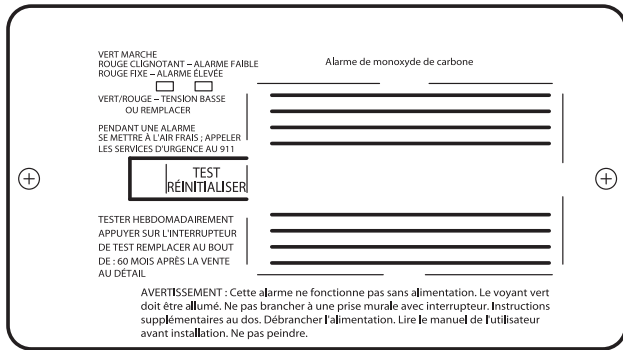 VERT MARCHE
ROUGE CLIGNOTANT – ALARME FAIBLE
ROUGE FIXE – ALARME ÉLEVÉE
Alarme de monoxyde de carbone
VERT/ROUGE – TENSION BASSE
OU REMPLACER
PENDANT UNE ALARME
SE METTRE À L'AIR FRAIS ; APPELER
LES SERVICES D'URGENCE AU 911
TEST
RÉINITIALISER
TESTER HEBDOMADAIREMENT
APPUYER SUR L'INTERRUPTEUR
DE TEST REMPLACER AU BOUT
DE : 60 MOIS APRÈS LA VENTE
AU DÉTAIL
AVERTISSEMENT : Cette alarme ne fonctionne pas sans alimentation. Le voyant vert
doit être allumé. Ne pas brancher à une prise murale avec interrupteur. Instructions
supplémentaires au dos. Débrancher l'alimentation. Lire le manuel de l'utilisateur
avant installation. Ne pas peindre.